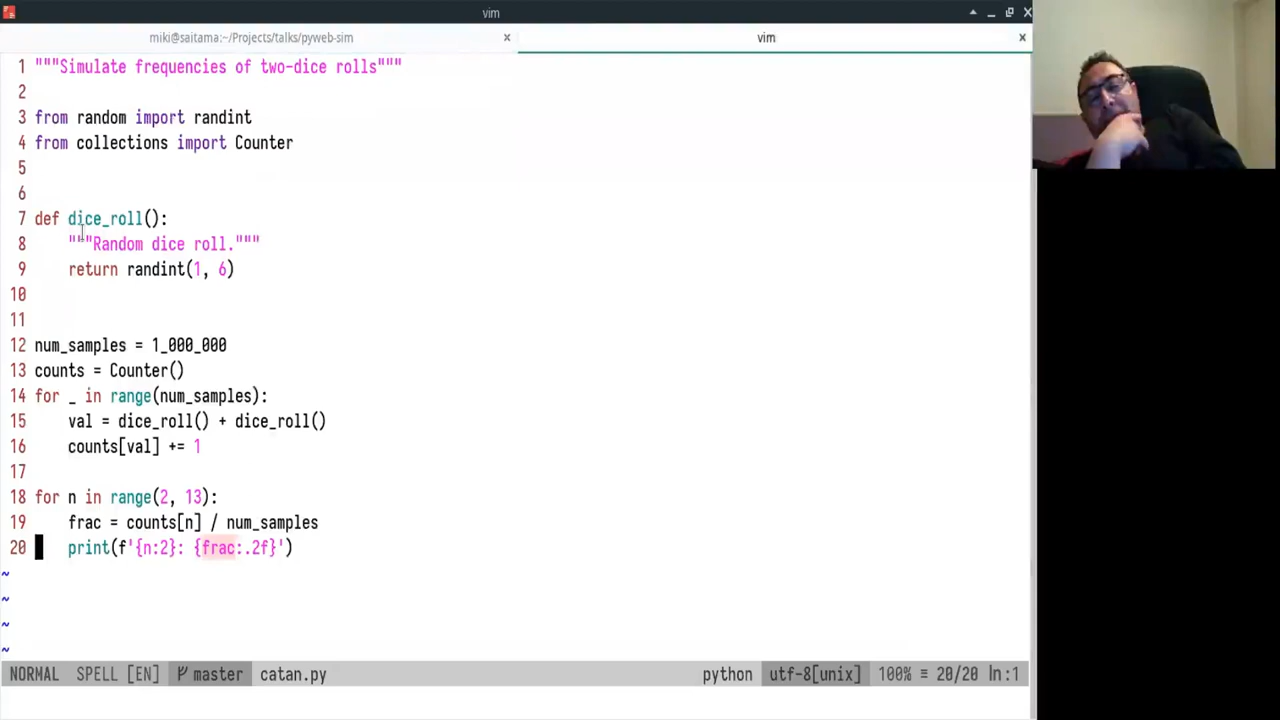 vim
miki@saitama:~/Projects/talks/pyweb-sim
vim
1 """Simulate frequencies of two-dice rolls"""
2
3 from random import randint
4 from collections import Counter
5
6
7 def dice_roll():
8     """Random dice roll."""
9     return randint(1, 6)
10
11
12 num_samples = 1_000_000
13 counts = Counter()
14 for _ in range(num_samples):
15     val = dice_roll() + dice_roll()
16     counts[val] += 1
17
18 for n in range(2, 13):
19     frac = counts[n] / num_samples
20     print(f'{n:2}: {frac:.2f}')
~
~
~
~
NORMAL SPELL [EN] master catan.py python utf-8[unix] 100% ≡ 20/20 ln:1